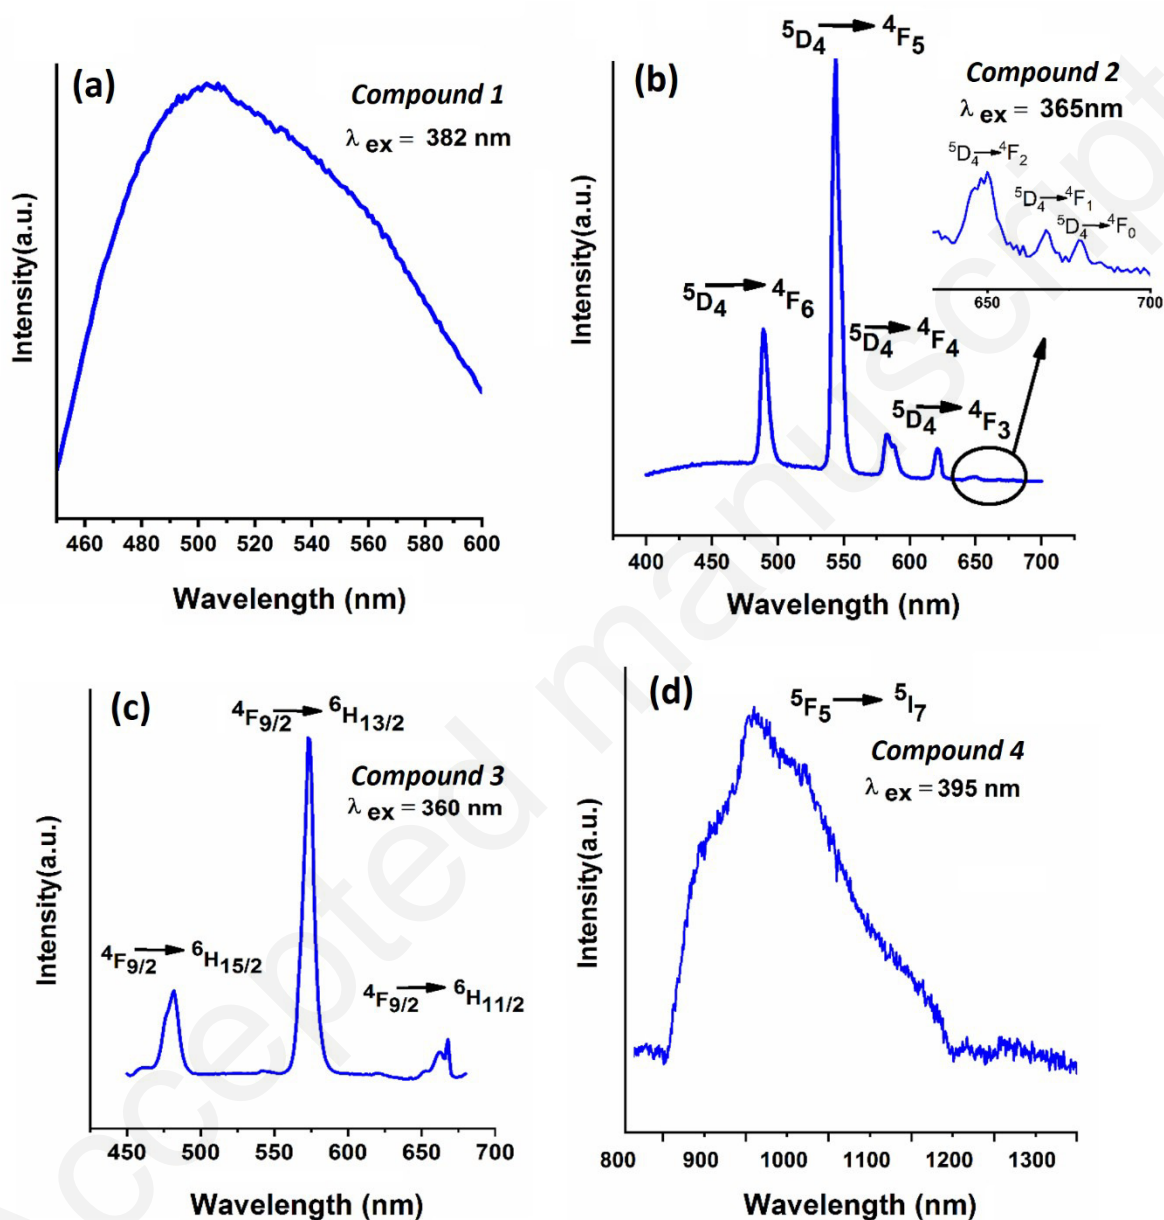 (a)
Compound 1
λ ex = 382 nm
Intensity(a.u.)
460 480 500 520 540 560 580 600
Wavelength (nm)
⁵D₄ → ⁴F₅
(b)
Compound 2
λ ex = 365nm
⁵D₄ → ⁴F₂
⁵D₄ → ⁴F₁
⁵D₄ → ⁴F₀
650 700
⁵D₄ → ⁴F₆
⁵D₄ → ⁴F₄
⁵D₄ → ⁴F₃
Intensity(a.u.)
400 450 500 550 600 650 700
Wavelength (nm)
(c)
⁴F9/2 → ⁶H13/2
Compound 3
λ ex = 360 nm
⁴F9/2 → ⁶H15/2
⁴F9/2 → ⁶H11/2
Intensity(a.u.)
450 500 550 600 650 700
Wavelength (nm)
(d)
⁵F₅ → ⁵I₇
Compound 4
λ ex = 395 nm
Intensity(a.u.)
800 900 1000 1100 1200 1300
Wavelength (nm)
Accepted manuscript